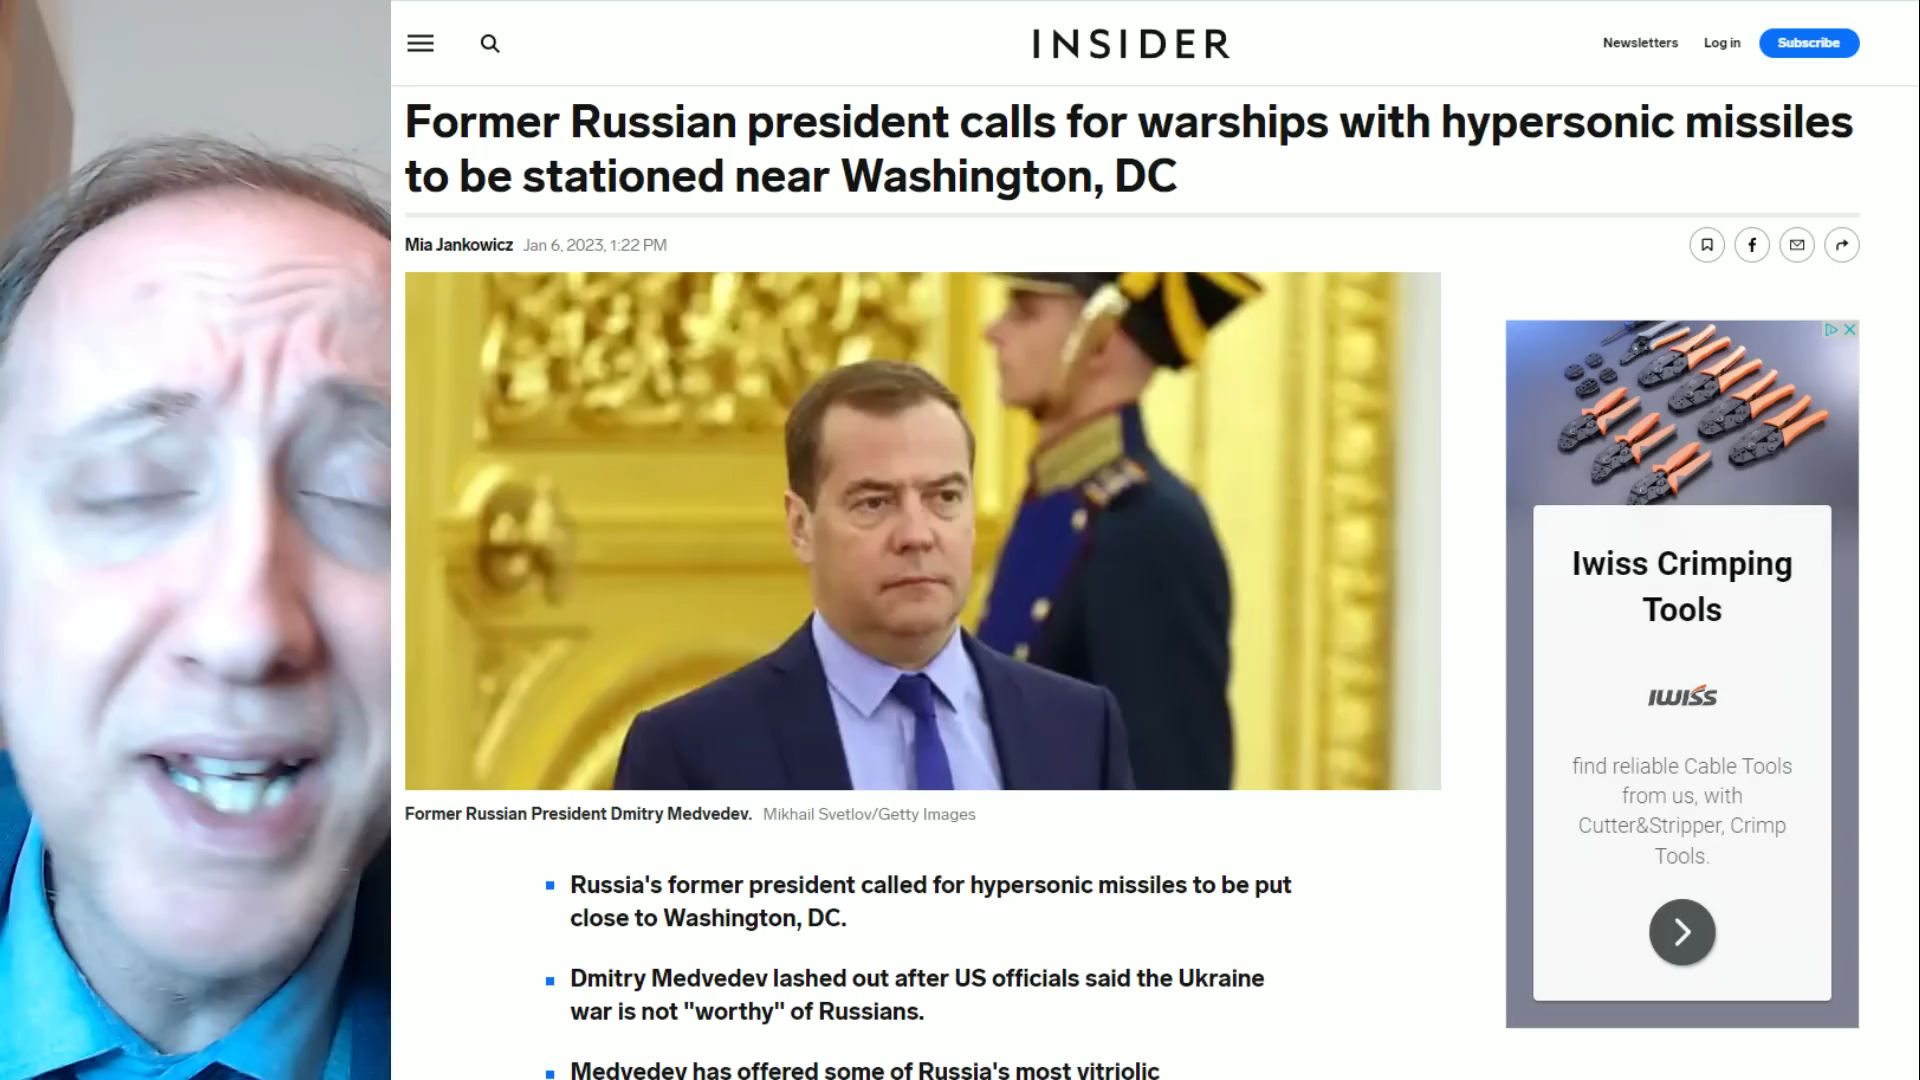 INSIDER
Newsletters
Log in
Subscribe
Former Russian president calls for warships with hypersonic missiles
to be stationed near Washington, DC
Mia Jankowicz Jan 6, 2023, 1:22 PM
Former Russian President Dmitry Medvedev. Mikhail Svetlov/Getty Images
Russia's former president called for hypersonic missiles to be put
close to Washington, DC.
Dmitry Medvedev lashed out after US officials said the Ukraine
war is not "worthy" of Russians.
Medvedev has offered some of Russia's most vitriolic
Iwiss Crimping
Tools
IWISS
find reliable Cable Tools
from us, with
Cutter&Stripper, Crimp
Tools.